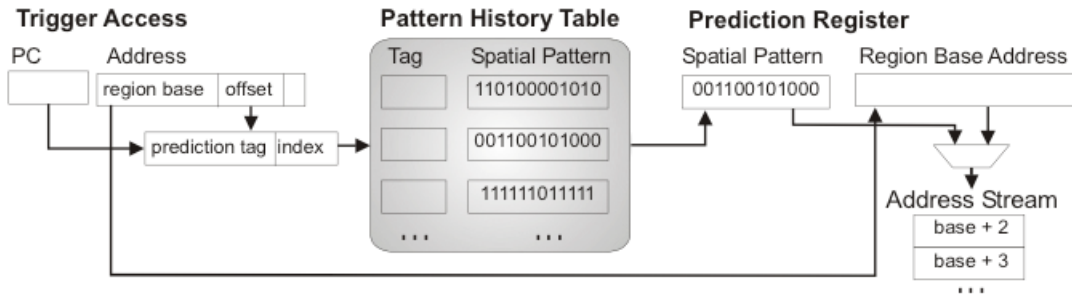 Trigger Access
Pattern History Table
Prediction Register
PC
Address
Tag
Spatial Pattern
Spatial Pattern
Region Base Address
region base
offset
110100001010
001100101000
prediction tag
index
001100101000
111111011111
...
...
Address Stream
base + 2
base + 3
...